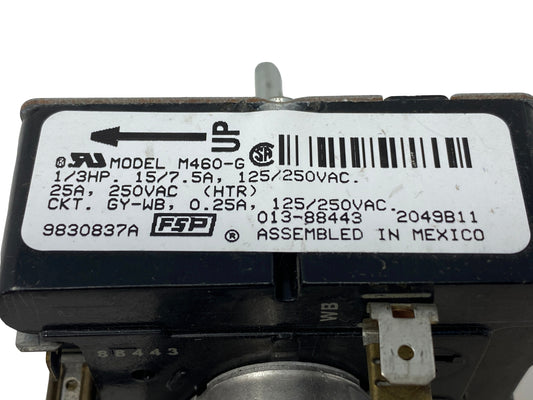 UP
MODEL M460-G
1/3HP. 15/7.5A, 125/250VAC.
25A, 250VAC (HTR)
CKT. GY-WB, 0.25A, 125/250VAC.
013-88443 2049B11
9830837A FSP ® ASSEMBLED IN MEXICO
WB
88443